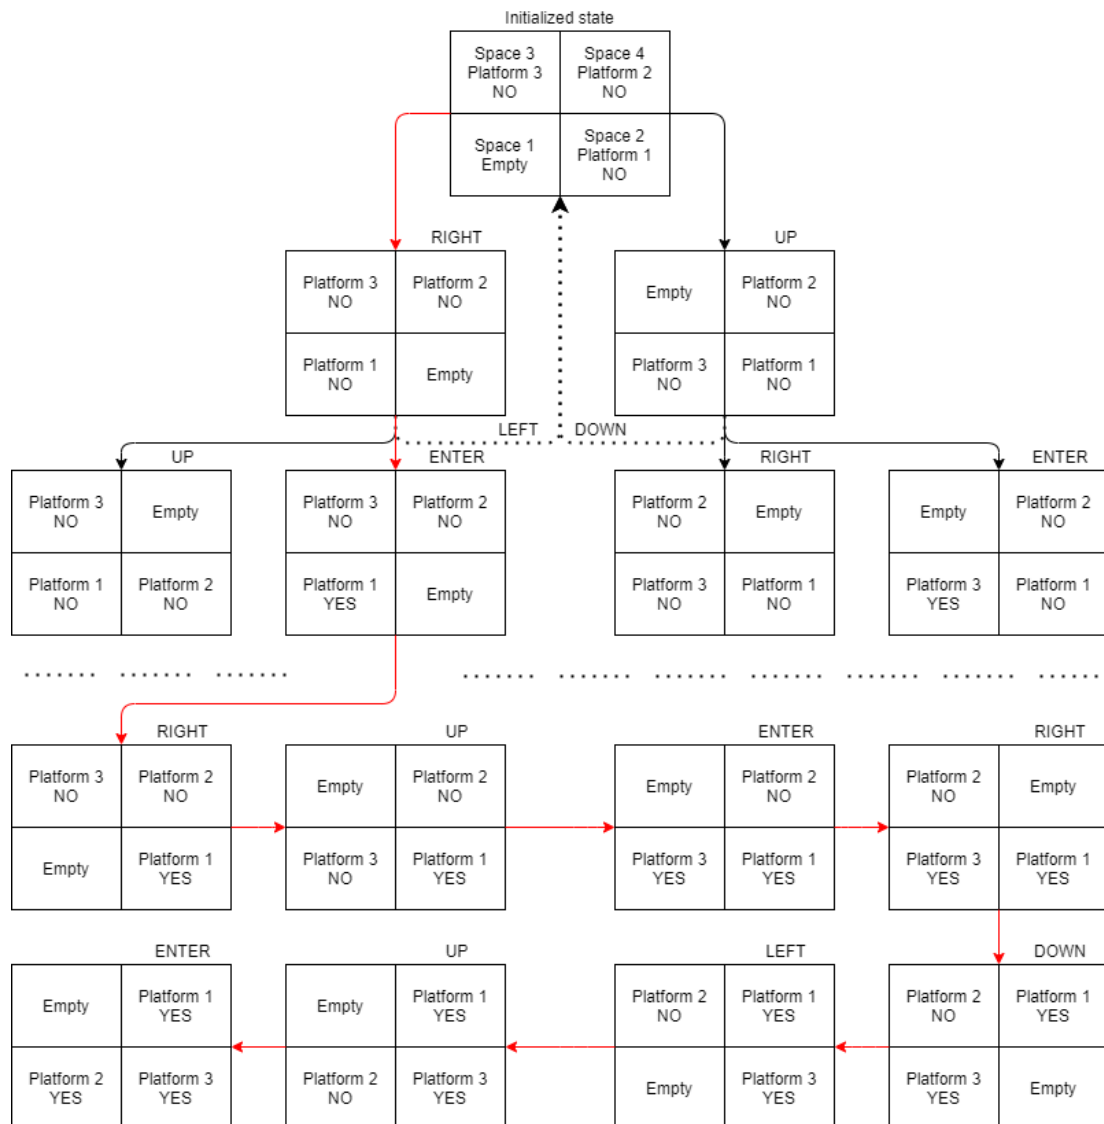 Initialized state
Space 3
Platform 3
NO
Space 4
Platform 2
NO
Space 1
Empty
Space 2
Platform 1
NO
RIGHT
Platform 3
NO
Platform 2
NO
Platform 1
NO
Empty
UP
Empty
Platform 2
NO
Platform 3
NO
Platform 1
NO
LEFT
DOWN
UP
Platform 3
NO
Empty
Platform 1
NO
Platform 2
NO
ENTER
Platform 3
NO
Platform 2
NO
Platform 1
YES
Empty
RIGHT
Platform 2
NO
Empty
Platform 3
NO
Platform 1
NO
ENTER
Empty
Platform 2
NO
Platform 3
YES
Platform 1
NO
RIGHT
Platform 3
NO
Platform 2
NO
Empty
Platform 1
YES
UP
Empty
Platform 2
NO
Platform 3
NO
Platform 1
YES
ENTER
Empty
Platform 2
NO
Platform 3
YES
Platform 1
YES
RIGHT
Platform 2
NO
Empty
Platform 3
YES
Platform 1
YES
ENTER
Empty
Platform 1
YES
Platform 2
YES
Platform 3
YES
UP
Empty
Platform 1
YES
Platform 2
NO
Platform 3
YES
LEFT
Platform 2
NO
Platform 1
YES
Empty
Platform 3
YES
DOWN
Platform 2
NO
Platform 1
YES
Platform 3
YES
Empty